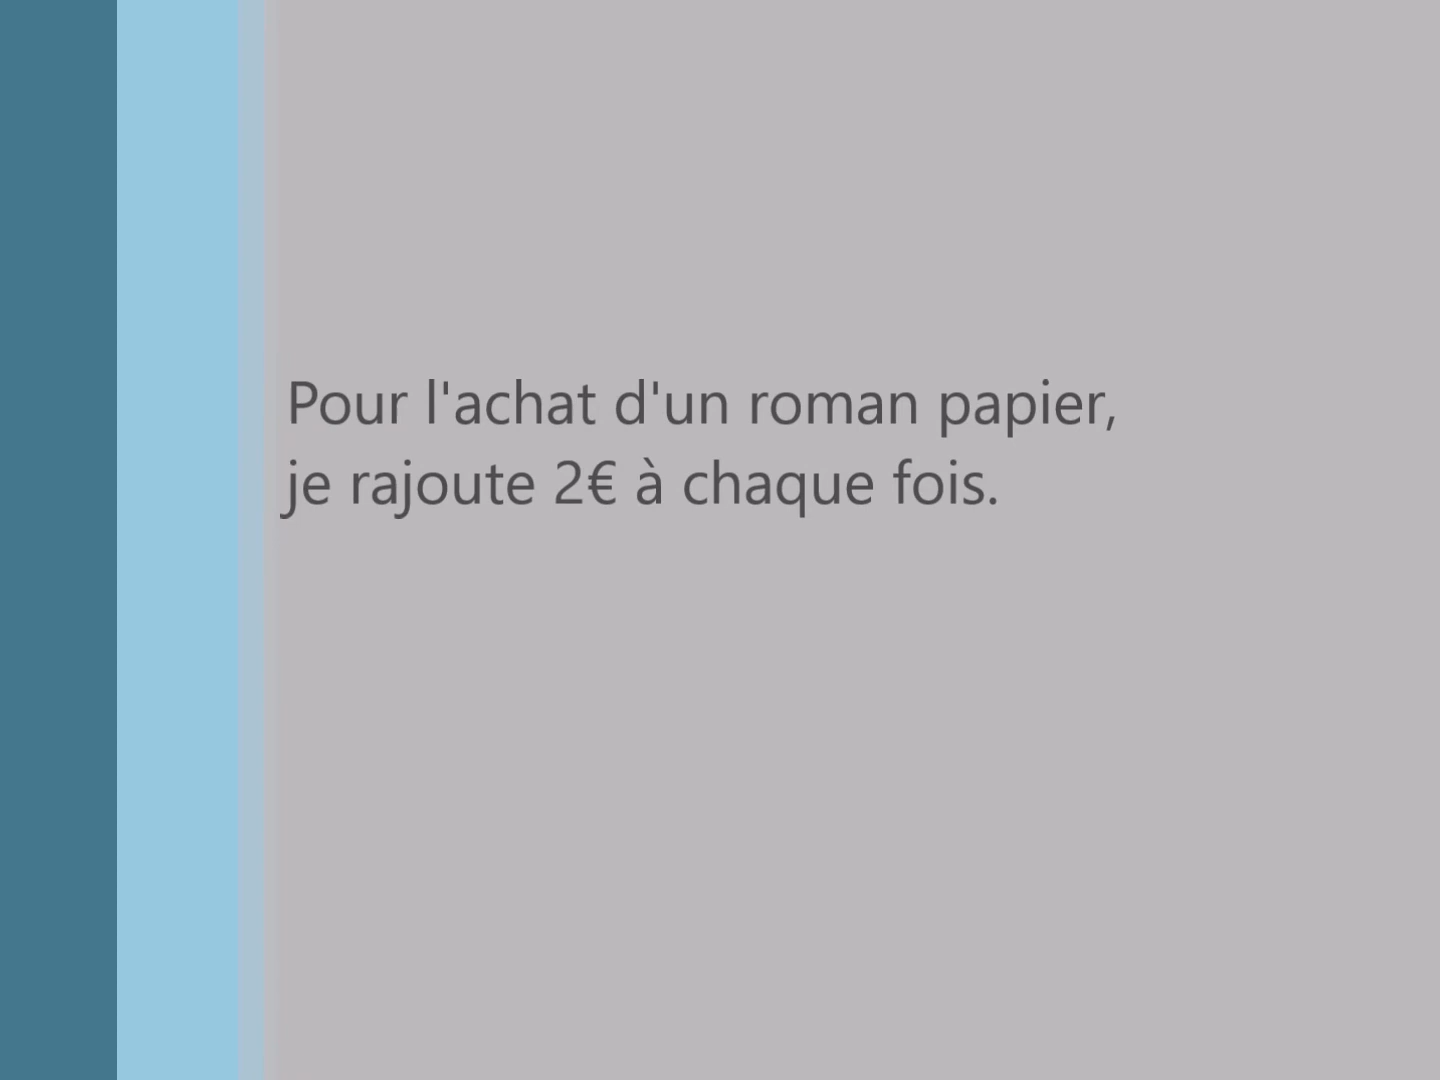 Pour l'achat d'un roman papier,
je rajoute 2€ à chaque fois.